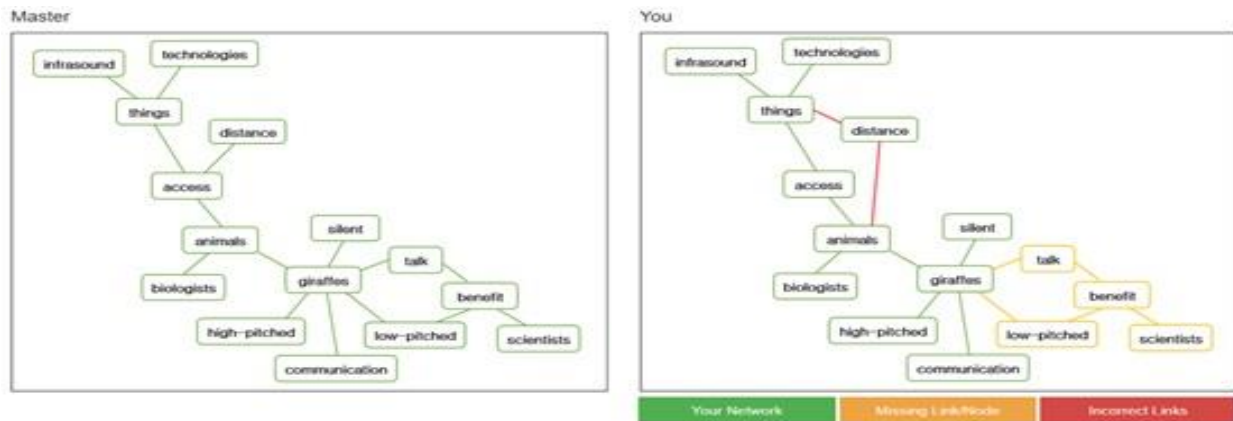 Master
infrasound
technologies
things
distance
access
silent
animals
talk
giraffes
biologists
benefit
high-pitched
low-pitched
scientists
communication
You
technologies
infrasound
things
distance
access
silent
animals
talk
giraffes
biologists
benefit
high-pitched
low-pitched
scientists
communication
Your Network
Missing Link/Node
Incorrect Links